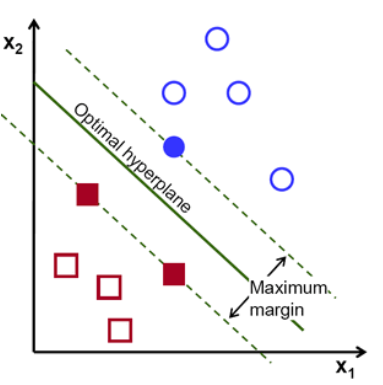 x2
Optimal hyperplane
Maximum
margin
x1